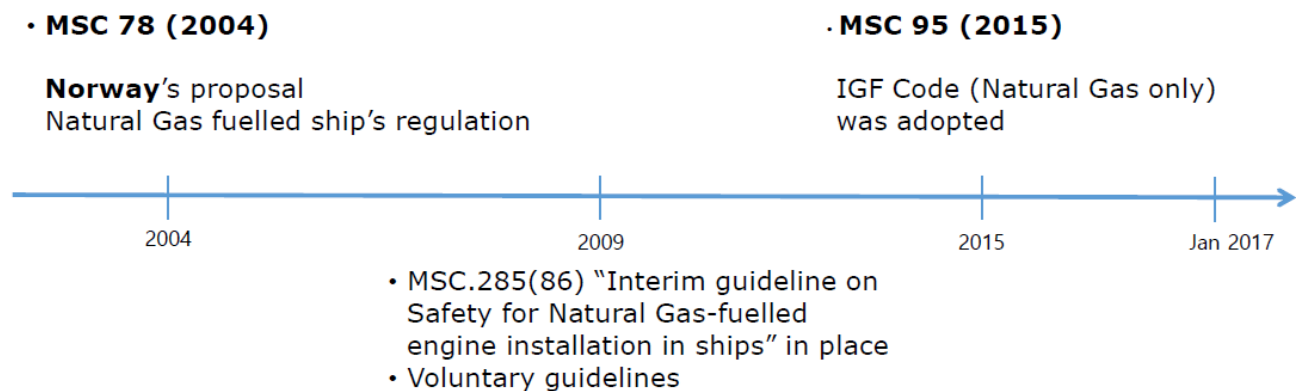 • MSC 78 (2004)
Norway's proposal
Natural Gas fuelled ship's regulation
· MSC 95 (2015)
IGF Code (Natural Gas only)
was adopted
2004
2009
2015
Jan 2017
• MSC.285(86) “Interim guideline on
Safety for Natural Gas-fuelled
engine installation in ships” in place
• Voluntary guidelines